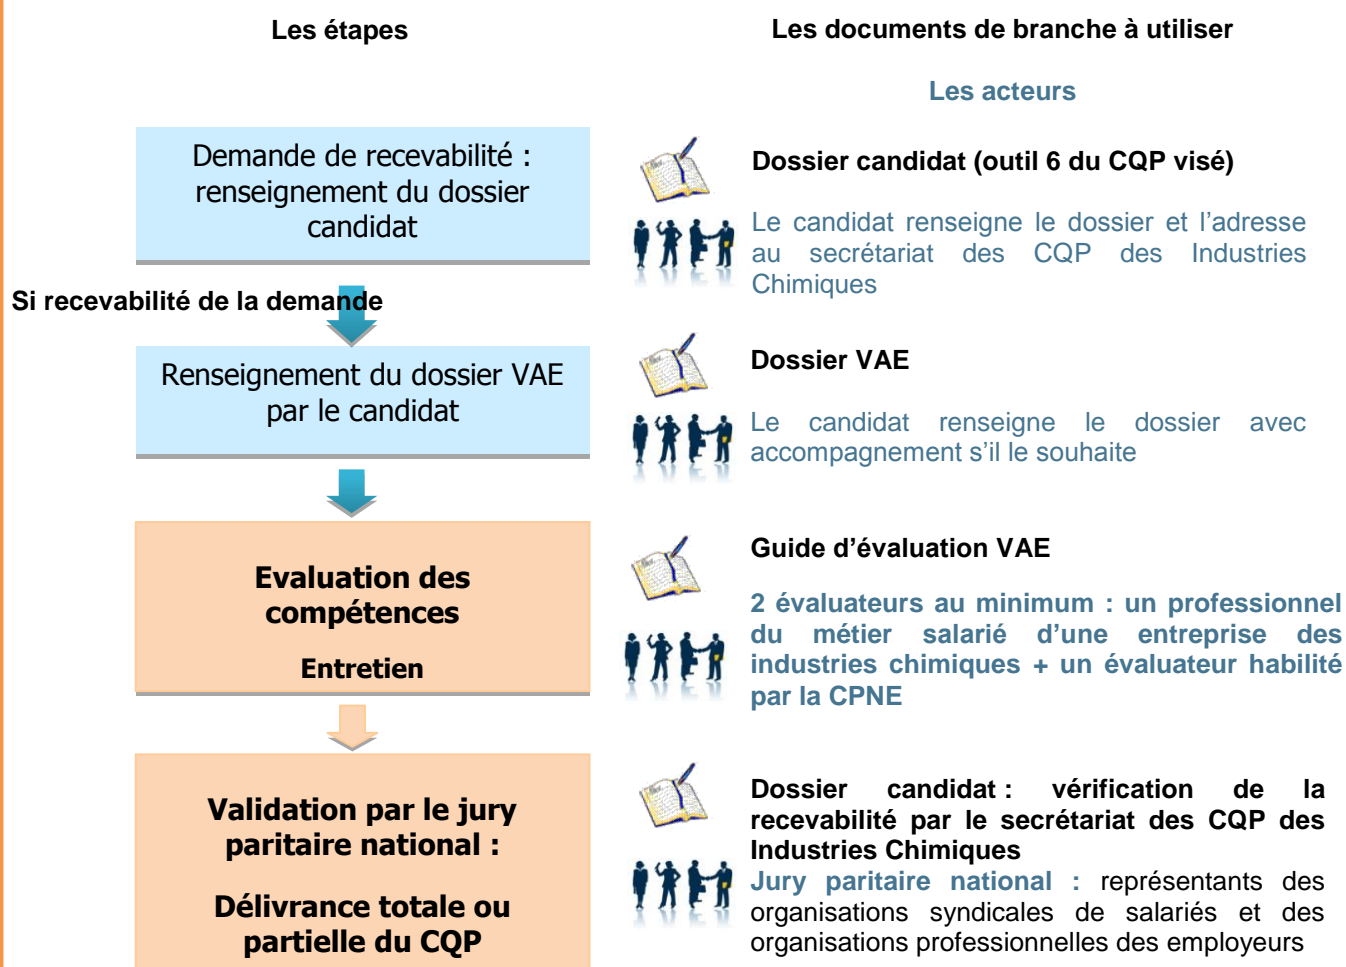 Les étapes
Les documents de branche à utiliser
Les acteurs
Demande de recevabilité :
renseignement du dossier
candidat
Dossier candidat (outil 6 du CQP visé)
Le candidat renseigne le dossier et l’adresse
au secrétariat des CQP des Industries
Chimiques
Si recevabilité de la demande
Renseignement du dossier VAE
par le candidat
Dossier VAE
Le candidat renseigne le dossier avec
accompagnement s’il le souhaite
Evaluation des
compétences
Entretien
Guide d’évaluation VAE
2 évaluateurs au minimum : un professionnel
du métier salarié d’une entreprise des
industries chimiques + un évaluateur habilité
par la CPNE
Validation par le jury
paritaire national :
Délivrance totale ou
partielle du CQP
Dossier candidat : vérification de la
recevabilité par le secrétariat des CQP des
Industries Chimiques
Jury paritaire national : représentants des
organisations syndicales de salariés et des
organisations professionnelles des employeurs